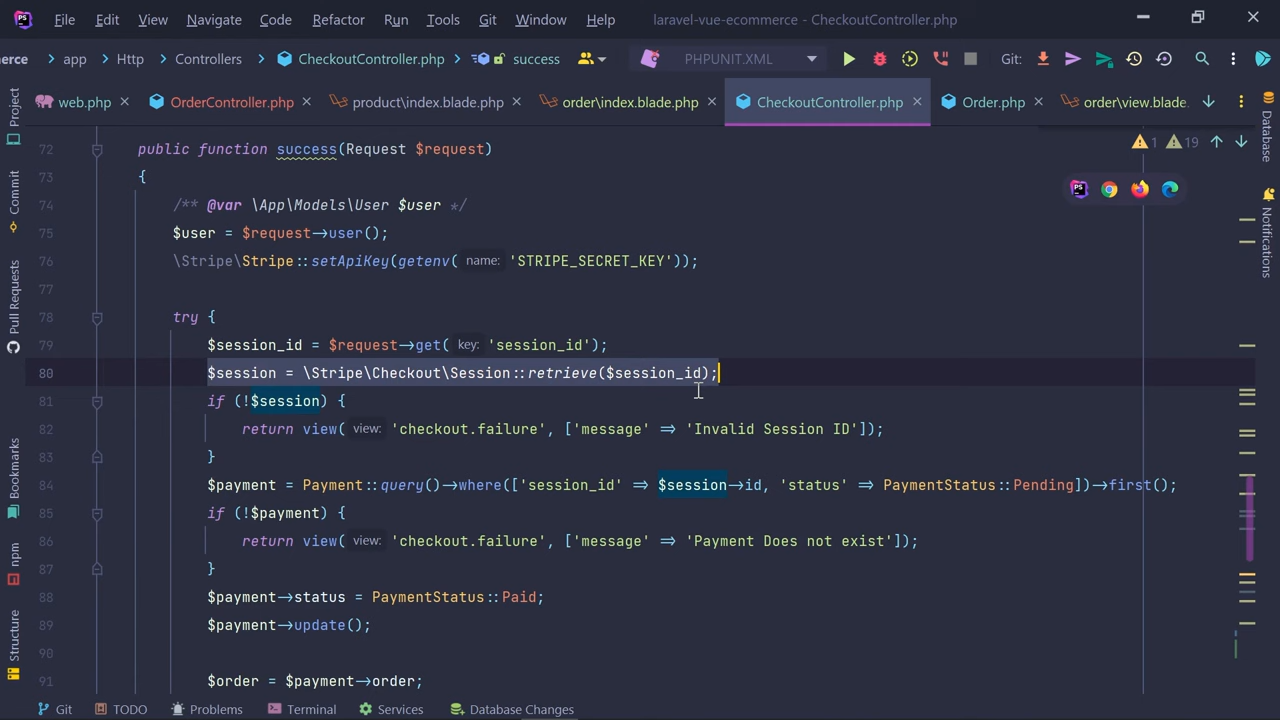 File Edit View Navigate Code Refactor Run Tools Git Window Help laravel-vue-ecommerce - CheckoutController.php
erce app Http Controllers CheckoutController.php success PHPUNIT.XML Git:
web.php OrderController.php product\index.blade.php order\index.blade.php CheckoutController.php Order.php order\view.blade.
Project
Commit
Pull Requests
Bookmarks
npm
Structure
Database
Notifications
1 19
72 public function success(Request $request)
73 {
74 /** @var \App\Models\User $user */
75 $user = $request->user();
76 \Stripe\Stripe::setApiKey(getenv( name: 'STRIPE_SECRET_KEY'));
77
78 try {
79 $session_id = $request->get( key: 'session_id');
80 $session = \Stripe\Checkout\Session::retrieve($session_id);
81 if (!$session) {
82 return view( view: 'checkout.failure', ['message' => 'Invalid Session ID']);
83 }
84 $payment = Payment::query()->where(['session_id' => $session->id, 'status' => PaymentStatus::Pending])->first();
85 if (!$payment) {
86 return view( view: 'checkout.failure', ['message' => 'Payment Does not exist']);
87 }
88 $payment->status = PaymentStatus::Paid;
89 $payment->update();
90
91 $order = $payment->order;
Git TODO Problems Terminal Services Database Changes